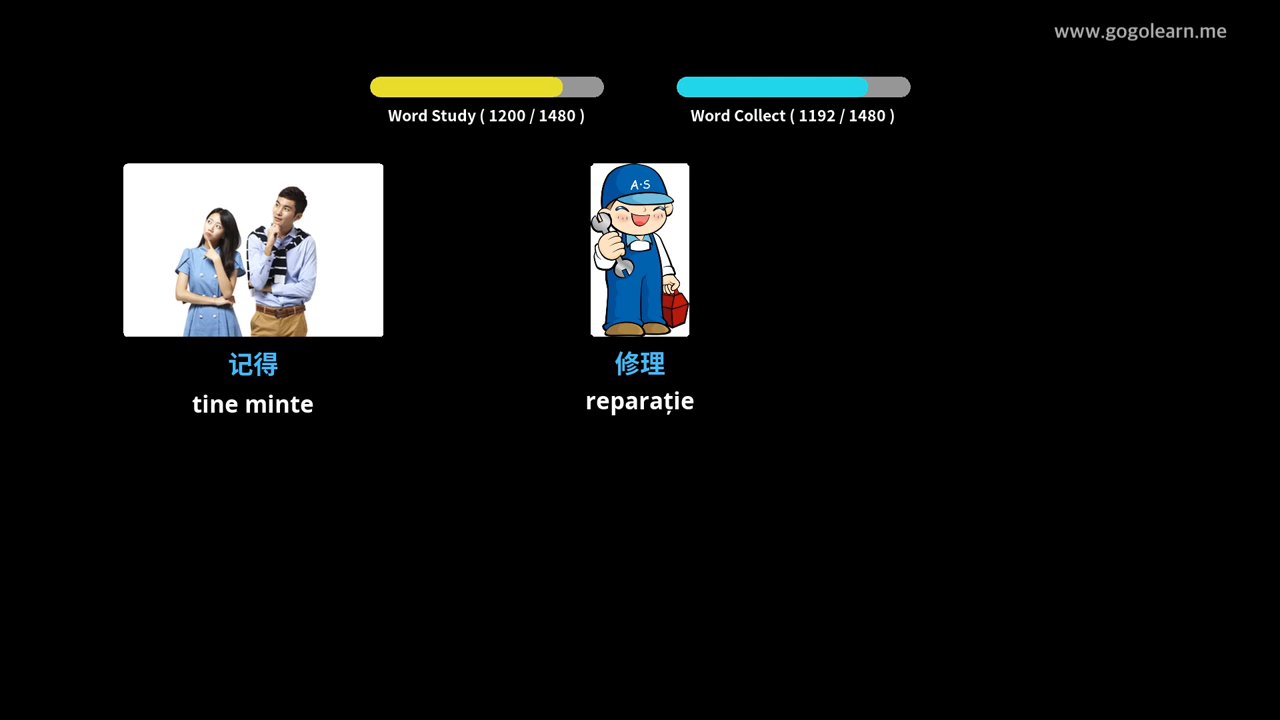 www.gogolearn.me
Word Study ( 1200 / 1480 )
Word Collect ( 1192 / 1480 )
A·S
记得
tine minte
修理
reparație